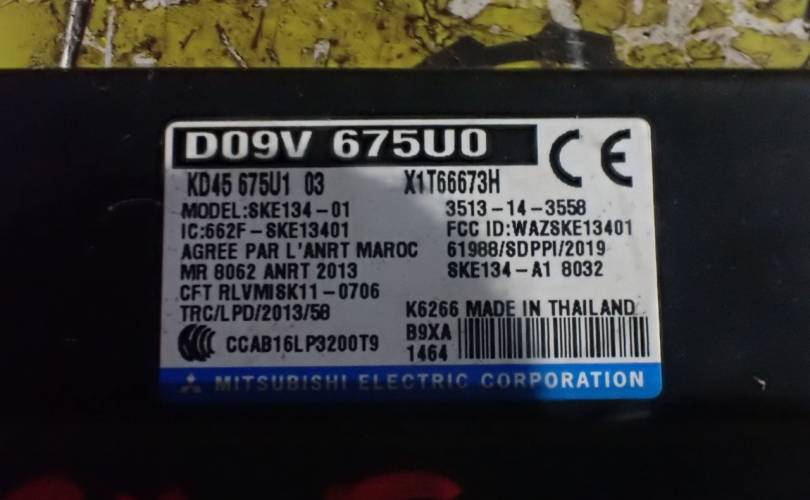 D09V 675U0
KD45 675U1 03 X1T66673H
MODEL:SKE134-01 3513-14-3558
IC:662F-SKE13401 FCC ID:WAZSKE13401
AGREE PAR L'ANRT MAROC 61988/SDPPI/2019
MR 8062 ANRT 2013 SKE134-A1 8032
CFT RLVMISK11-0706
TRC/LPD/2013/58 K6266 MADE IN THAILAND
CCAB16LP3200T9 B9XA
1464
MITSUBISHI ELECTRIC CORPORATION